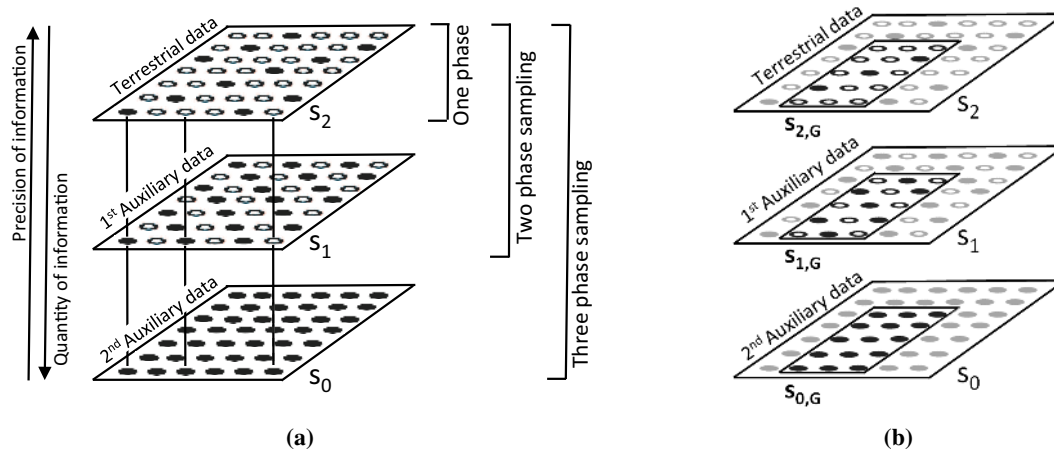 Precision of information
Quantity of information
Terrestrial data
S2
1st Auxiliary data
S1
2nd Auxiliary data
S0
One phase
Two phase sampling
Three phase sampling
(a)
Terrestrial data
S2,G
S2
1st Auxiliary data
S1,G
S1
2nd Auxiliary data
S0,G
S0
(b)